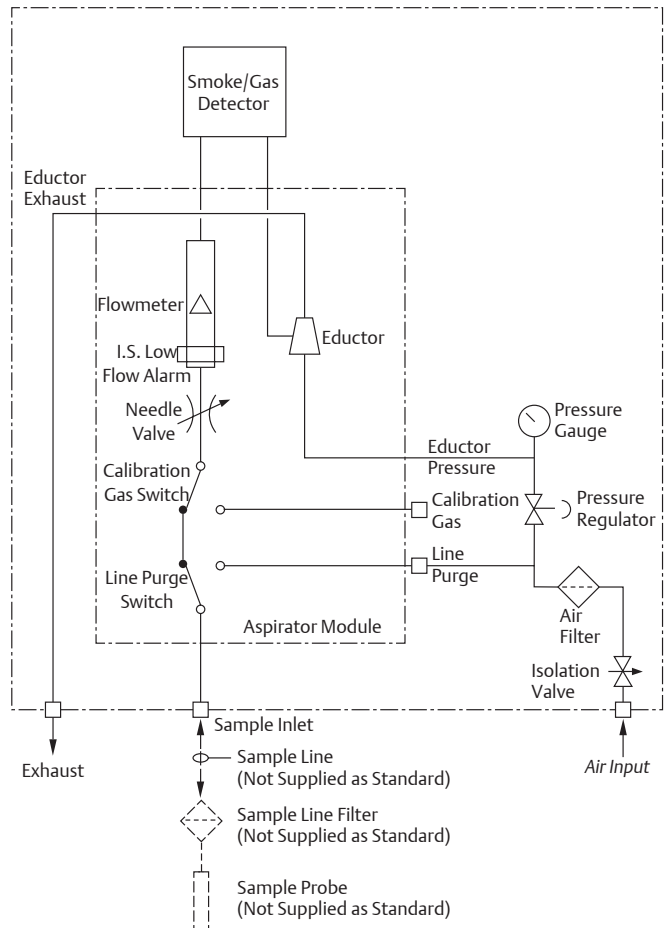 Smoke/Gas
Detector
Eductor
Exhaust
Flowmeter
Eductor
I.S. Low
Flow Alarm
Needle
Valve
Pressure
Gauge
Eductor
Pressure
Calibration
Gas Switch
Calibration
Gas
Pressure
Regulator
Line
Purge
Line Purge
Switch
Air
Filter
Aspirator Module
Isolation
Valve
Sample Inlet
Exhaust
Air Input
Sample Line
(Not Supplied as Standard)
Sample Line Filter
(Not Supplied as Standard)
Sample Probe
(Not Supplied as Standard)